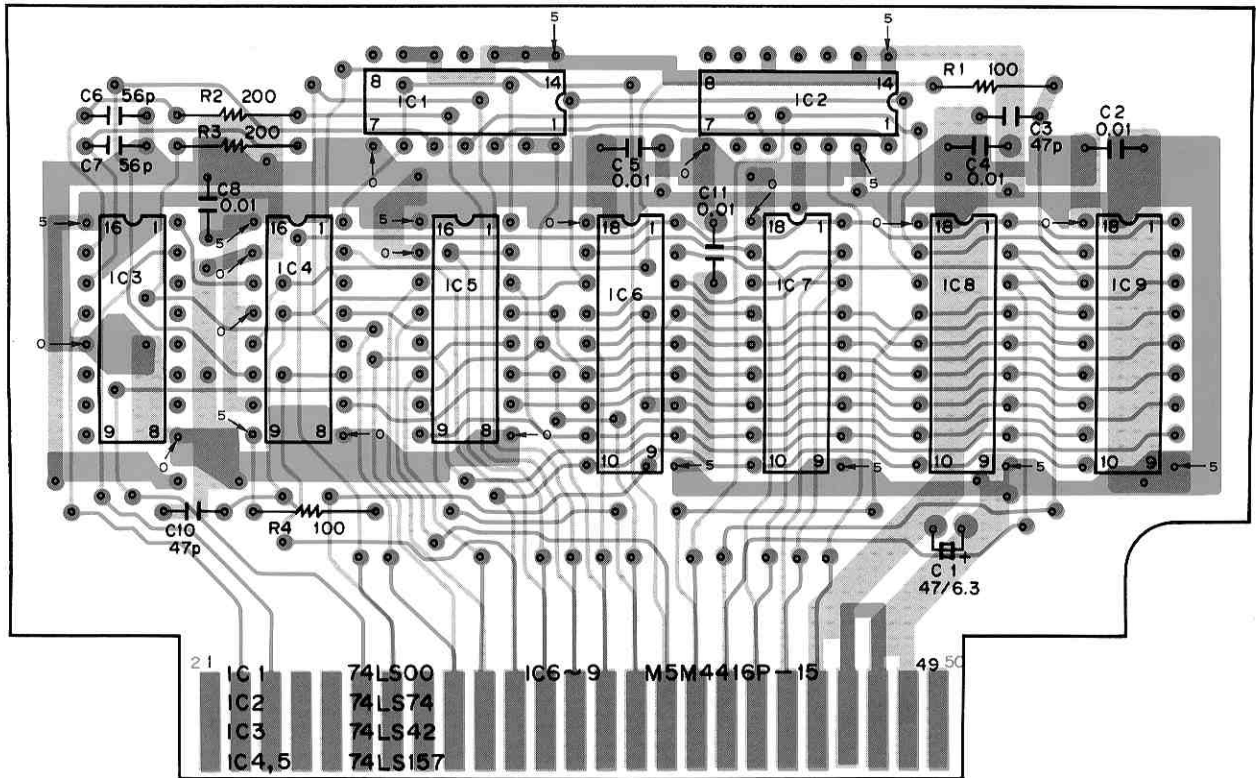 5
5
8
14
IC1
7
1
8
14
IC2
7
1
R1
100
C6
56p
R2
200
C7
56p
R3
200
C3
47p
C2
0.01
C5
0.01
C4
0.01
0
0
5
C8
0.01
C11
0.01
0
5
16
1
IC3
5
0
16
1
IC4
5
0
16
1
IC5
0
18
1
IC6
18
1
IC7
0
18
1
IC8
0
18
1
IC9
0
0
9
8
0
5
9
8
0
9
8
0
10
9
5
10
9
5
10
9
5
10
9
5
C10
47p
R4
100
C1
+
47/6.3
2 1
49 50
IC1 74LS00 IC6~9 M5M4416P-15
IC2 74LS74
IC3 74LS42
IC4,5 74LS157